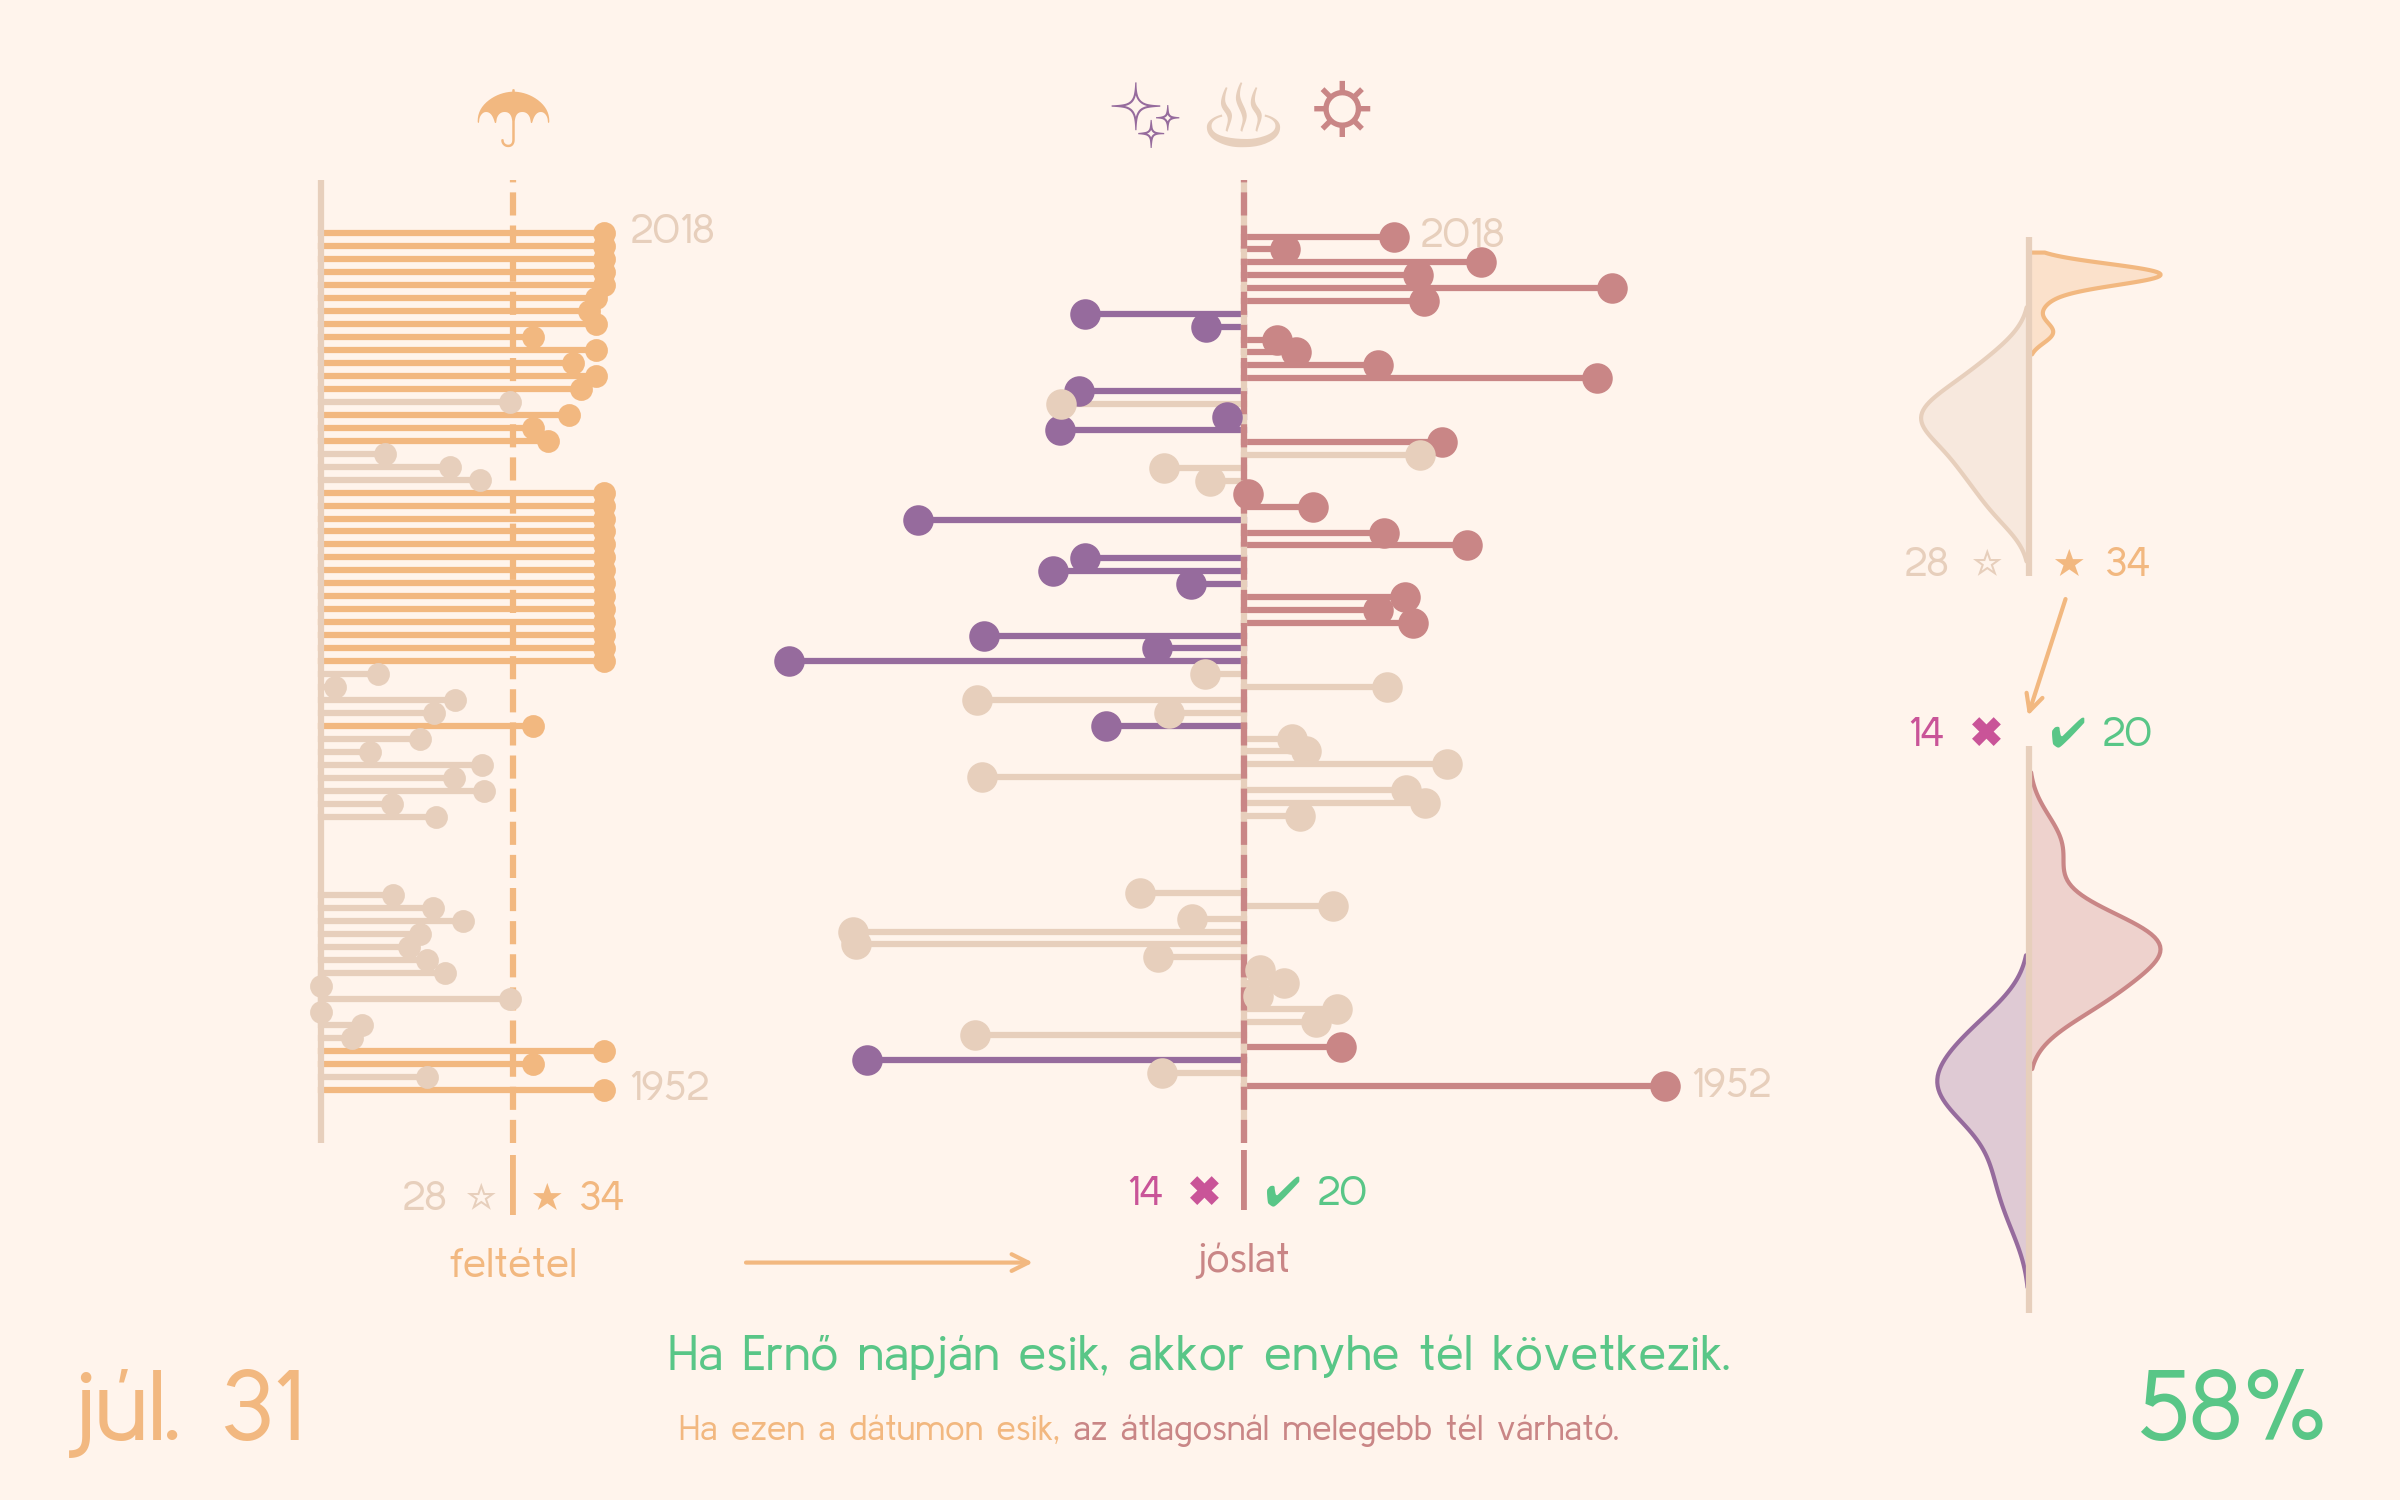 2018
2018
28 ☆ ★ 34
14 ✖ ✔ 20
1952
1952
28 ☆ ★ 34
14 ✖ ✔ 20
feltétel
jóslat
Ha Ernő napján esik, akkor enyhe tél következik.
júl. 31
58%
Ha ezen a dátumon esik, az átlagosnál melegebb tél várható.